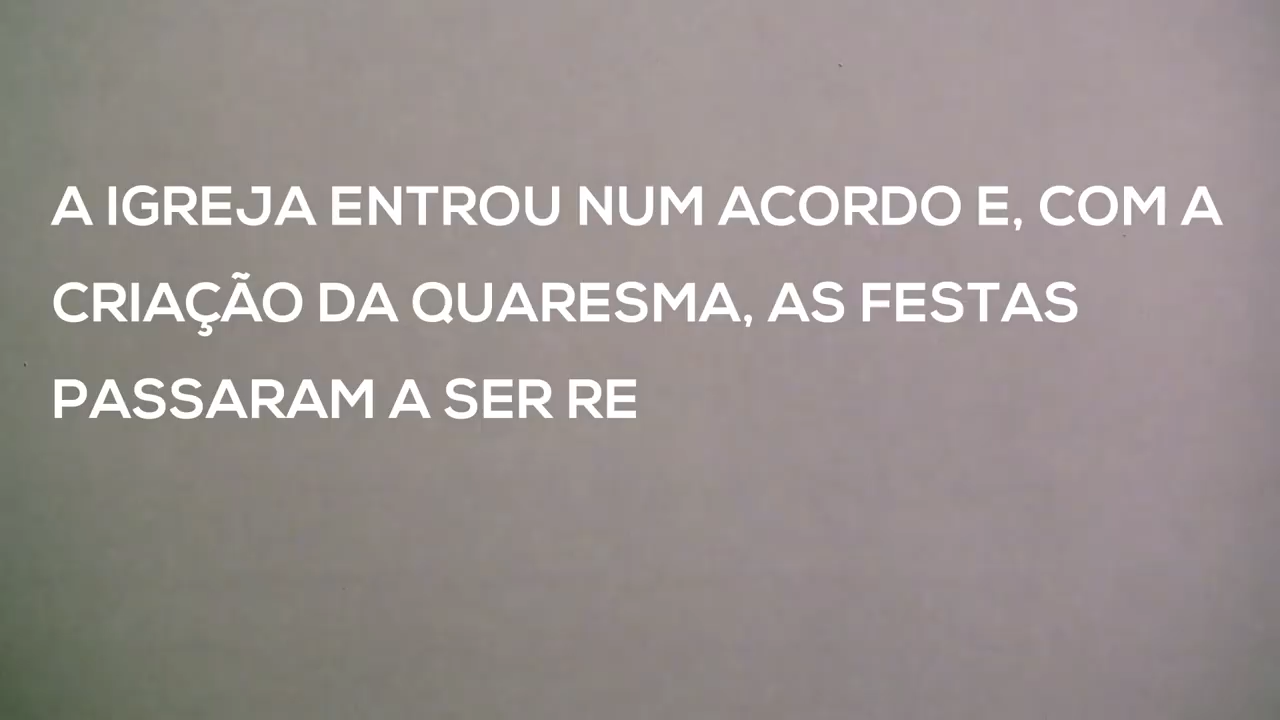 A IGREJA ENTROU NUM ACORDO E, COM A
CRIAÇÃO DA QUARESMA, AS FESTAS
PASSARAM A SER RE